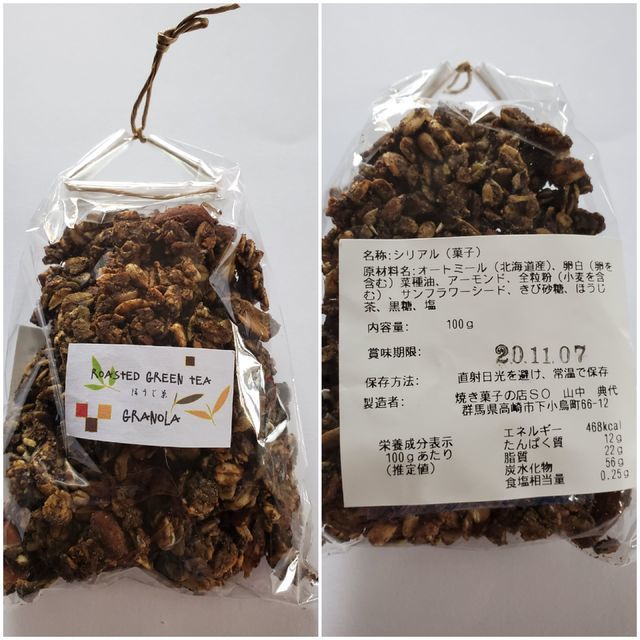 ROASTED GREEN TEA
ほうじ茶
GRANOLA
名称:シリアル(菓子)
原材料名:オートミール(北海道産)、卵白(卵を
含む)菜種油、アーモンド、全粒粉(小麦を含
む)、サンフラワーシード、きび砂糖、ほうじ
茶、黒糖、塩
内容量: 100g
賞味期限: 20.11.07
保存方法: 直射日光を避け、常温で保存
製造者: 焼き菓子の店SO 山中 典代
群馬県高崎市下小鳥町66-12
栄養成分表示
100gあたり
(推定値)
エネルギー 468kcal
たんぱく質 12g
脂質 22g
炭水化物 56g
食塩相当量 0.25g